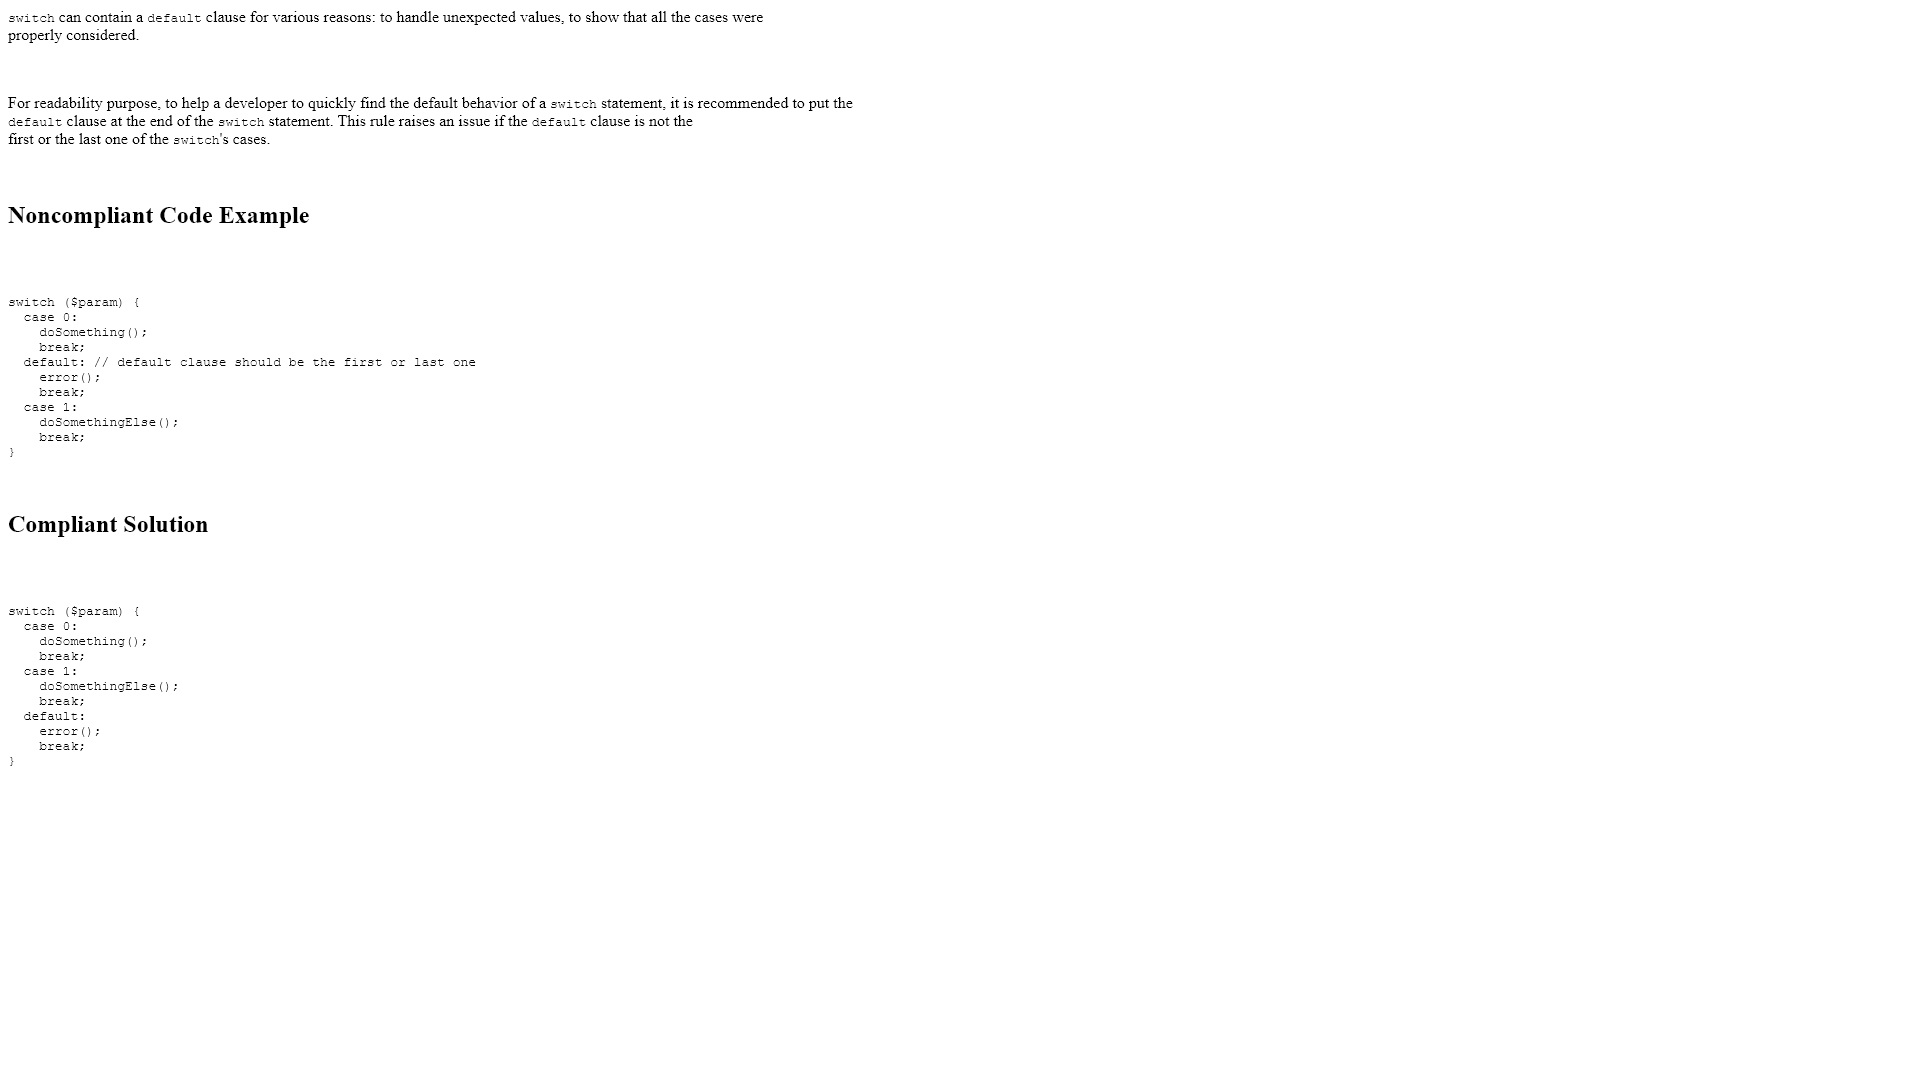 switch can contain a default clause for various reasons: to handle unexpected values, to show that all the cases were
properly considered.
For readability purpose, to help a developer to quickly find the default behavior of a switch statement, it is recommended to put the
default clause at the end of the switch statement. This rule raises an issue if the default clause is not the
first or the last one of the switch's cases.
Noncompliant Code Example
switch ($param) {
  case 0:
    doSomething();
    break;
  default: // default clause should be the first or last one
    error();
    break;
  case 1:
    doSomethingElse();
    break;
}
Compliant Solution
switch ($param) {
  case 0:
    doSomething();
    break;
  case 1:
    doSomethingElse();
    break;
  default:
    error();
    break;
}